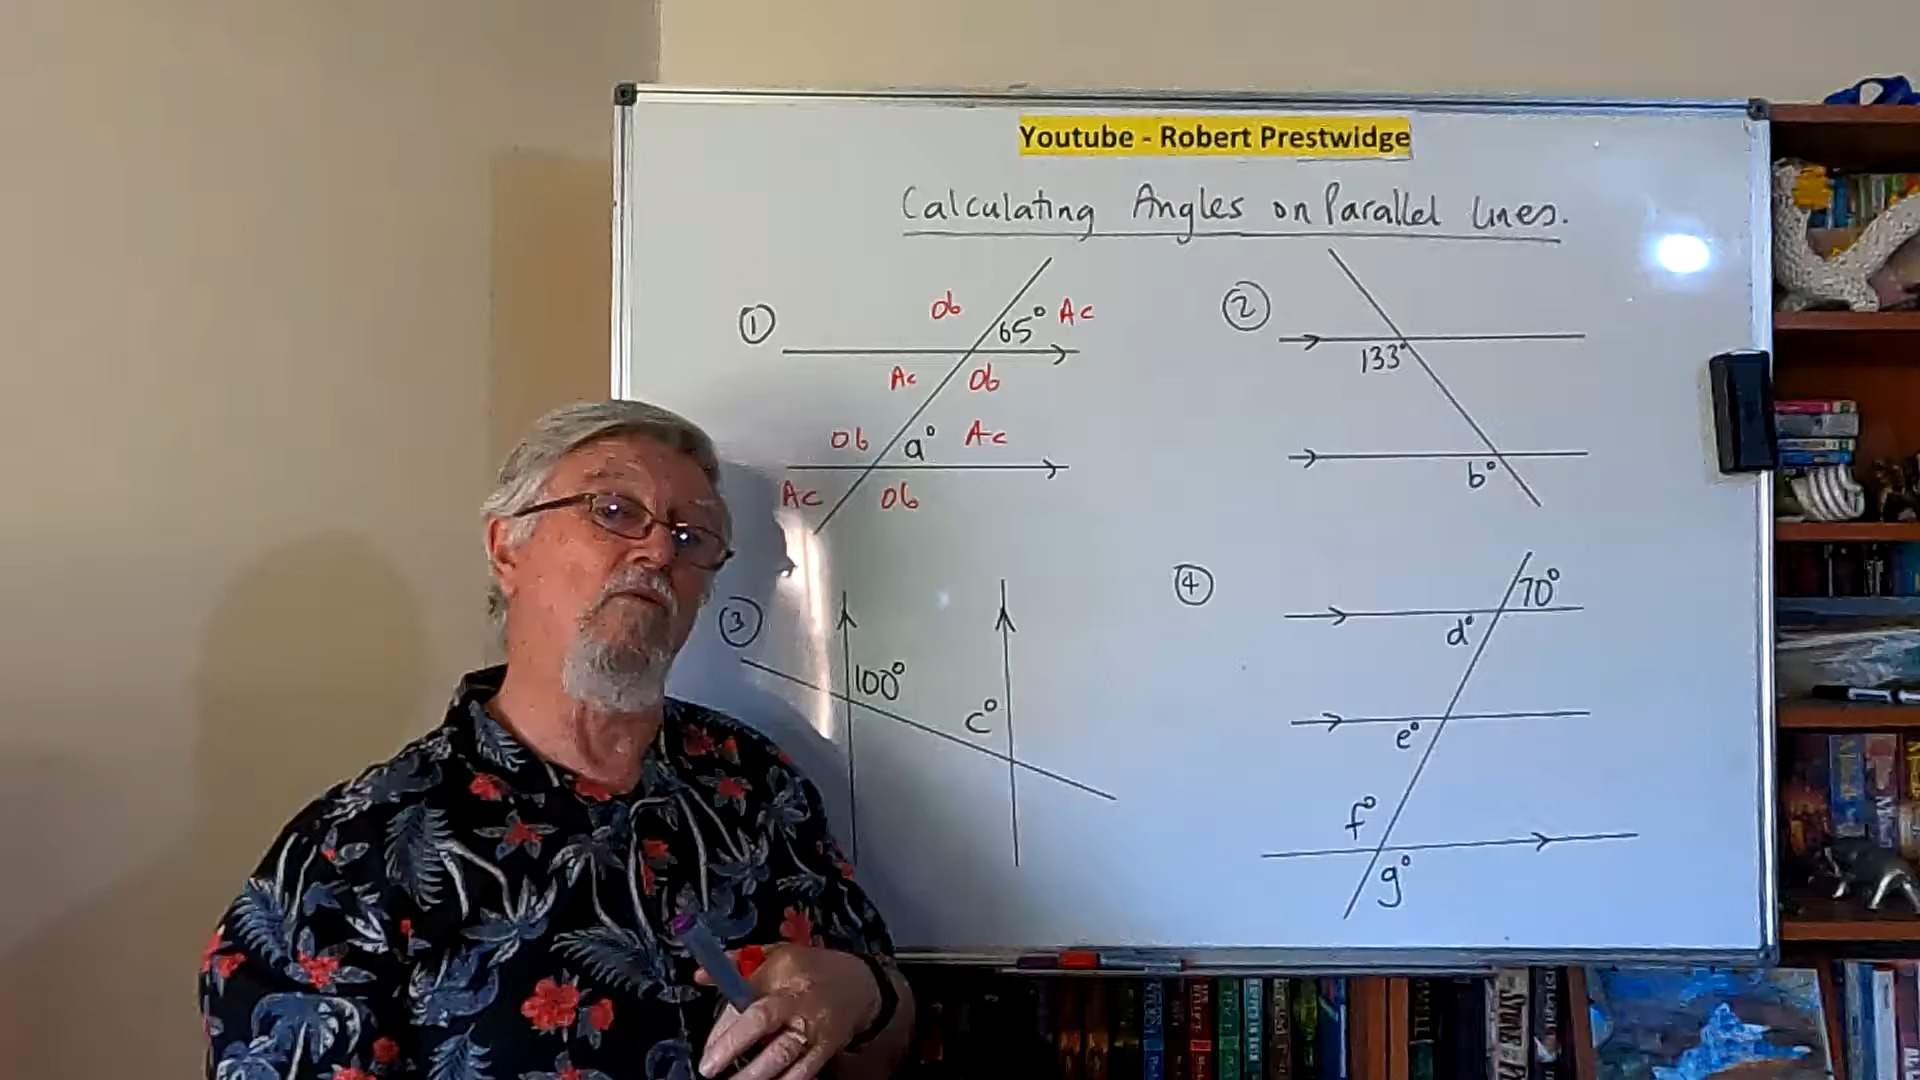 Youtube - Robert Prestwidge
Calculating Angles on Parallel Lines.
① Ob 65° Ac
Ac Ob
Ob a° Ac
Ac Ob
② 133°
b°
③ 100°
c°
④ 70°
d°
e°
f°
g°